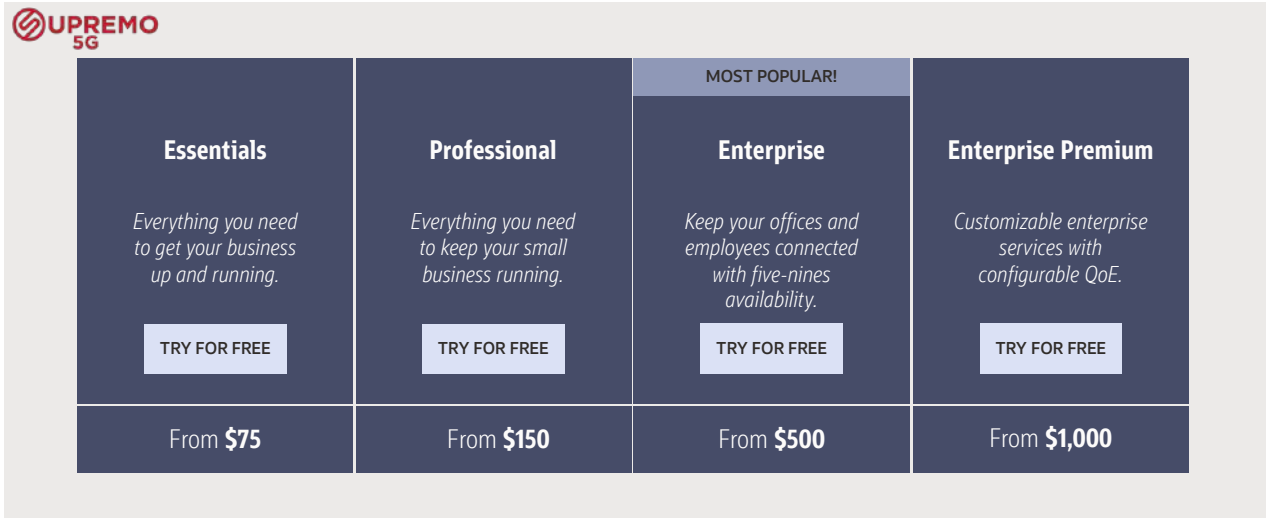 SUPREMO
5G
MOST POPULAR!
Essentials
Professional
Enterprise
Enterprise Premium
Everything you need
to get your business
up and running.
Everything you need
to keep your small
business running.
Keep your offices and
employees connected
with five-nines
availability.
Customizable enterprise
services with
configurable QoE.
TRY FOR FREE
TRY FOR FREE
TRY FOR FREE
TRY FOR FREE
From $75
From $150
From $500
From $1,000